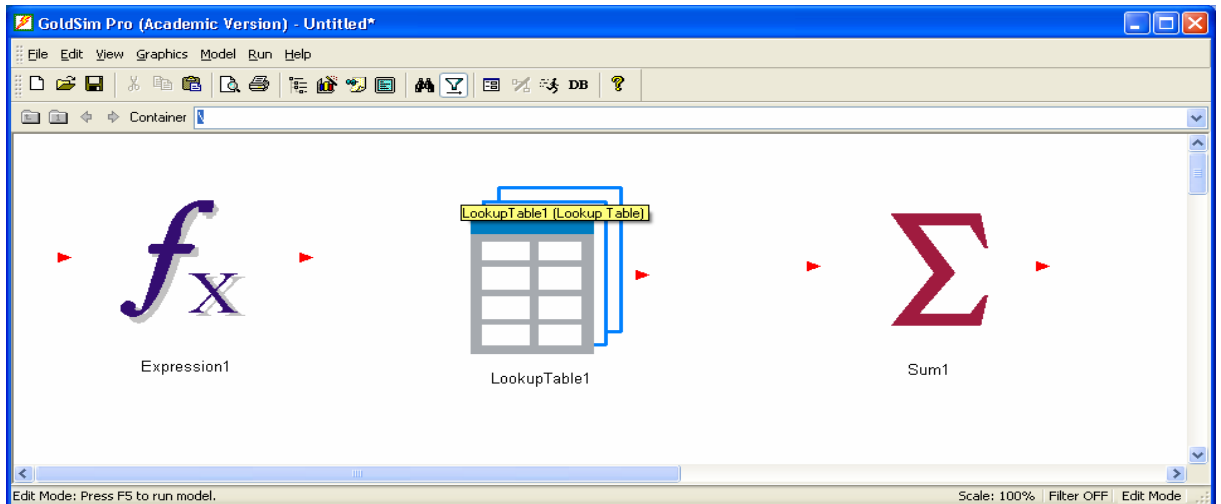 GoldSim Pro (Academic Version) - Untitled*
File Edit View Graphics Model Run Help
DB ?
Container \
LookupTable1 (Lookup Table)
fx
Σ
Expression1
LookupTable1
Sum1
Edit Mode: Press F5 to run model.
Scale: 100% Filter OFF Edit Mode